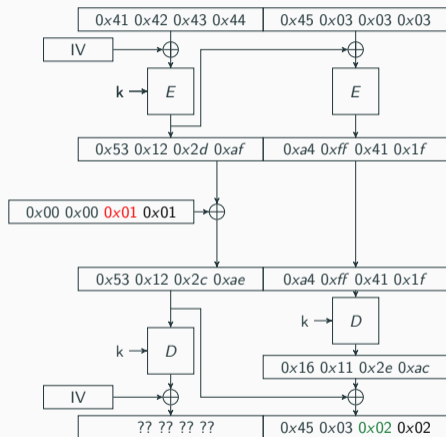 0x41 0x42 0x43 0x44 0x45 0x03 0x03 0x03
IV
k E E
0x53 0x12 0x2d 0xaf 0xa4 0xff 0x41 0x1f
0x00 0x00 0x01 0x01
0x53 0x12 0x2c 0xae 0xa4 0xff 0x41 0x1f
k D
k D
0x16 0x11 0x2e 0xac
IV
?? ?? ?? ?? 0x45 0x03 0x02 0x02